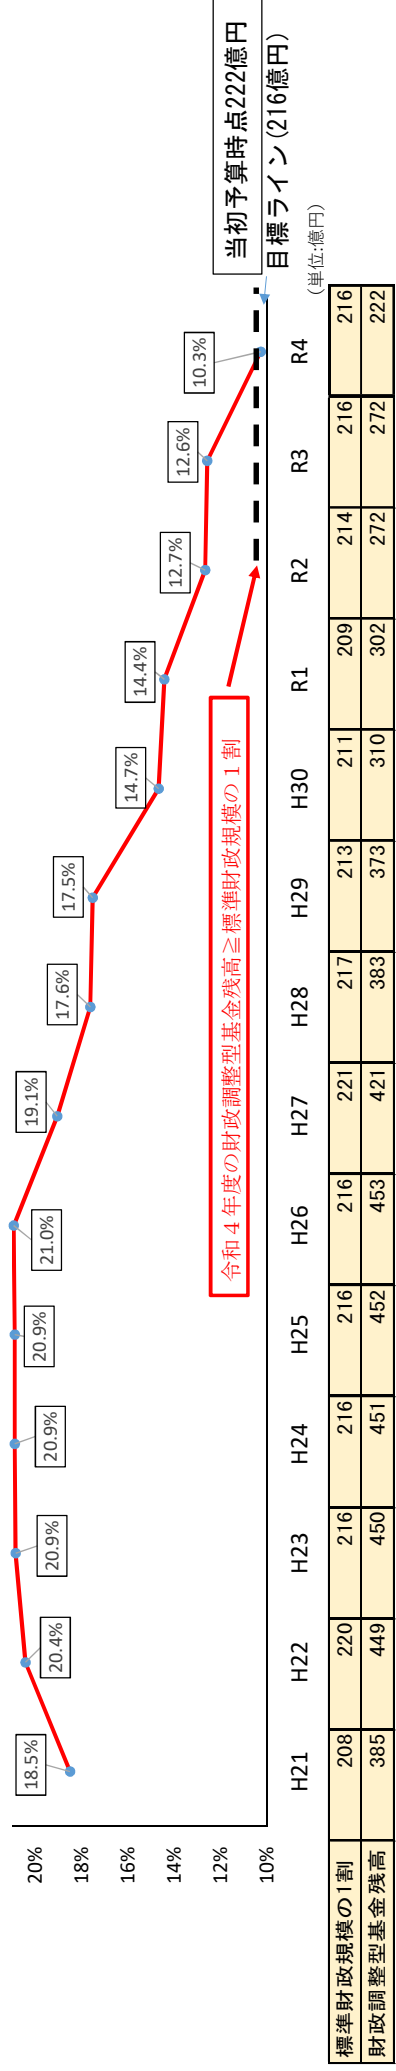 18.5%
20.4%
20.9%
20.9%
20.9%
21.0%
19.1%
17.6%
17.5%
14.7%
14.4%
12.7%
12.6%
10.3%
20%
18%
16%
14%
12%
10%
令和４年度の財政調整型基金残高≧標準財政規模の１割
当初予算時点222億円
目標ライン(216億円)
H21 H22 H23 H24 H25 H26 H27 H28 H29 H30 R1 R2 R3 R4
(単位:億円)
標準財政規模の1割 208 220 216 216 216 216 221 217 213 211 209 214 216 216
財政調整型基金残高 385 449 450 451 452 453 421 383 373 310 302 272 272 222